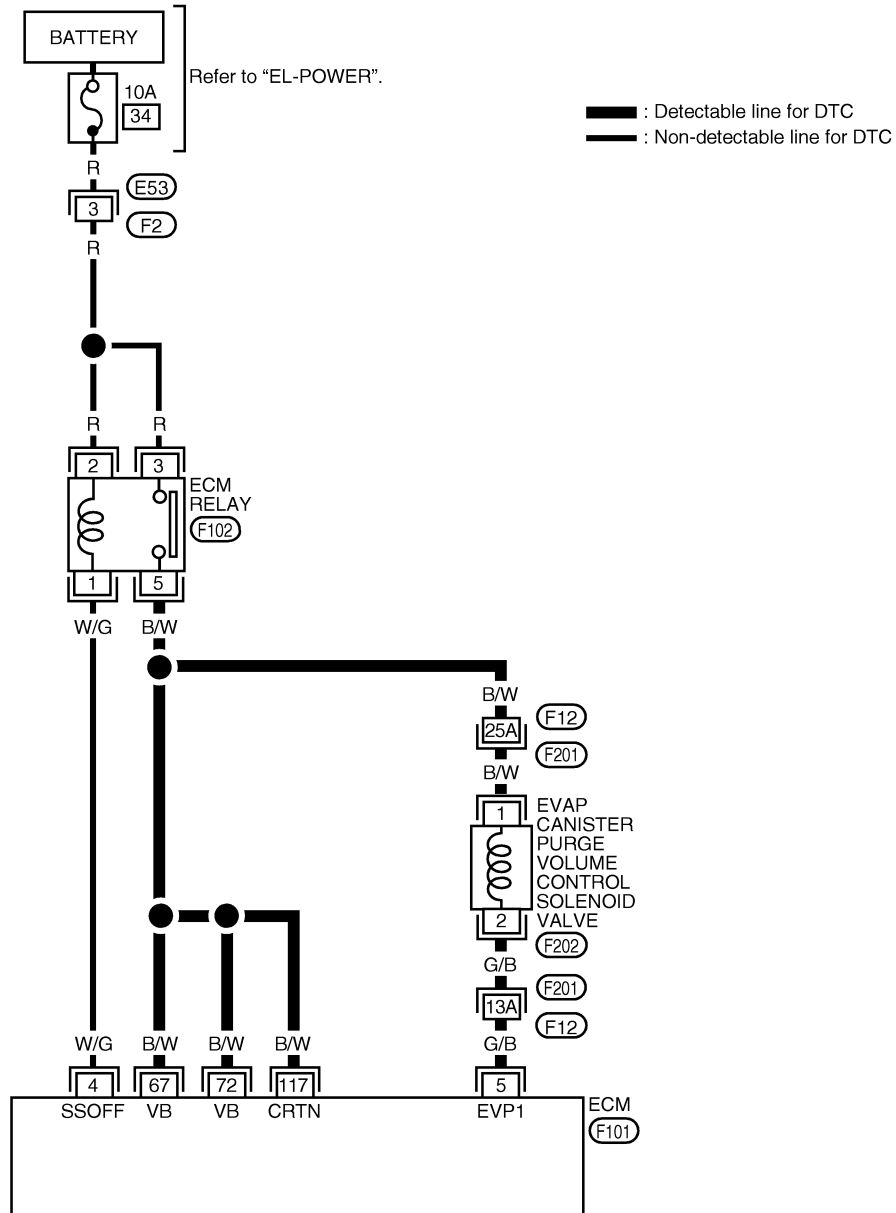 BATTERY
Refer to “EL-POWER”.
10A
34
: Detectable line for DTC
: Non-detectable line for DTC
R
E53
3
F2
R
R
R
2
3
ECM
RELAY
F102
1
5
W/G
B/W
B/W
F12
25A
F201
B/W
1
EVAP
CANISTER
PURGE
VOLUME
CONTROL
SOLENOID
VALVE
2
F202
G/B
F201
13A
F12
W/G
B/W
B/W
B/W
G/B
4
67
72
117
5
SSOFF
VB
VB
CRTN
EVP1
ECM
F101